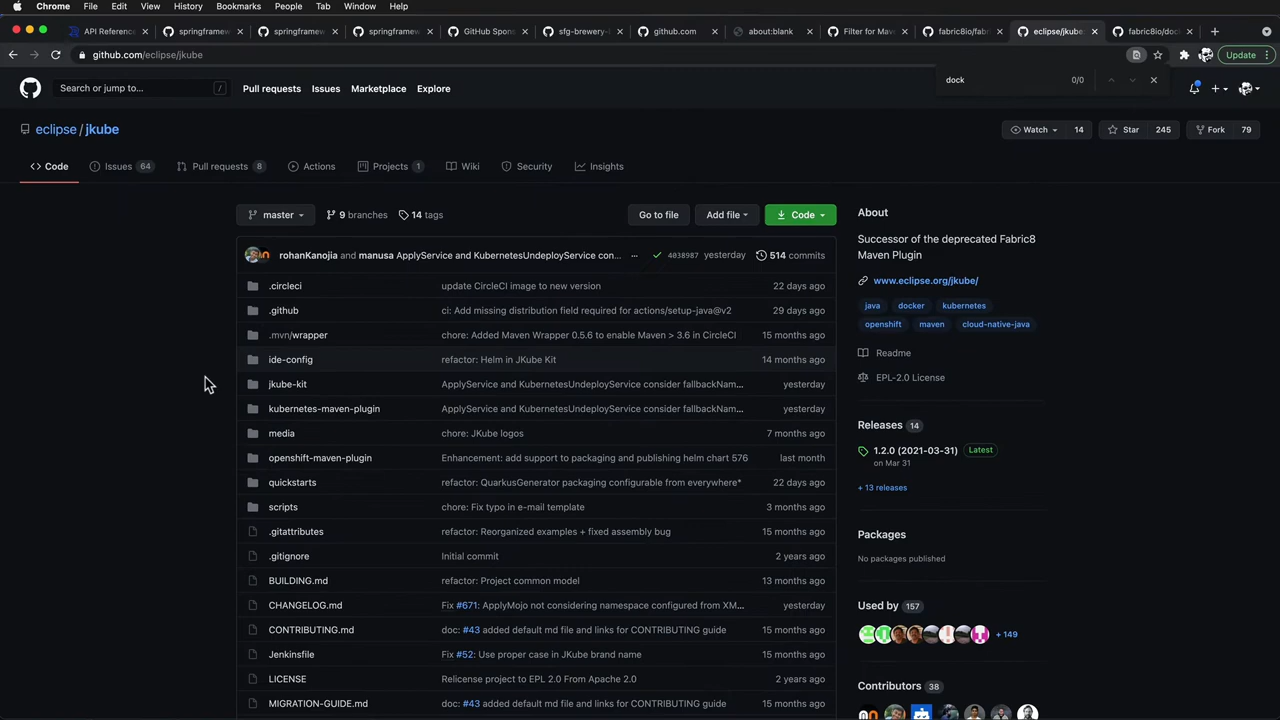 Chrome File Edit View History Bookmarks People Tab Window Help
API Reference springframew springframew GitHub Spons sfg-brewery- github.com about:blank Filter for Mave fabric8io/fab eclipse/jkube fabric8io/doc
github.com/eclipse/jkube Update
dock 0/0
Search or jump to... / Pull requests Issues Marketplace Explore
eclipse / jkube Watch 14 Star 245 Fork 79
Code Issues 64 Pull requests 8 Actions Projects 1 Wiki Security Insights
master 9 branches 14 tags Go to file Add file Code
rohanKanojia and manusa ApplyService and KubernetesUndeployService con... ... 4038987 yesterday 514 commits
.circleci update CircleCI image to new version 22 days ago
.github ci: Add missing distribution field required for actions/setup-java@v2 29 days ago
.mvn/wrapper chore: Added Maven Wrapper 0.5.6 to enable Maven > 3.6 in CircleCI 15 months ago
ide-config refactor: Helm in JKube Kit 14 months ago
jkube-kit ApplyService and KubernetesUndeployService consider fallbackNam... yesterday
kubernetes-maven-plugin ApplyService and KubernetesUndeployService consider fallbackNam... yesterday
media chore: JKube logos 7 months ago
openshift-maven-plugin Enhancement: add support to packaging and publishing helm chart 576 last month
quickstarts refactor: QuarkusGenerator packaging configurable from everywhere* 22 days ago
scripts chore: Fix typo in e-mail template 3 months ago
.gitattributes refactor: Reorganized examples + fixed assembly bug 15 months ago
.gitignore Initial commit 2 years ago
BUILDING.md refactor: Project common model 13 months ago
CHANGELOG.md Fix #671: ApplyMojo not considering namespace configured from XM... yesterday
CONTRIBUTING.md doc: #43 added default md file and links for CONTRIBUTING guide 15 months ago
Jenkinsfile Fix #52: Use proper case in JKube brand name 15 months ago
LICENSE Relicense project to EPL 2.0 From Apache 2.0 2 years ago
MIGRATION-GUIDE.md doc: #43 added default md file and links for CONTRIBUTING guide 15 months ago
About
Successor of the deprecated Fabric8
Maven Plugin
www.eclipse.org/jkube/
java docker kubernetes
openshift maven cloud-native-java
Readme
EPL-2.0 License
Releases 14
1.2.0 (2021-03-31) Latest
on Mar 31
+ 13 releases
Packages
No packages published
Used by 157
+ 149
Contributors 38